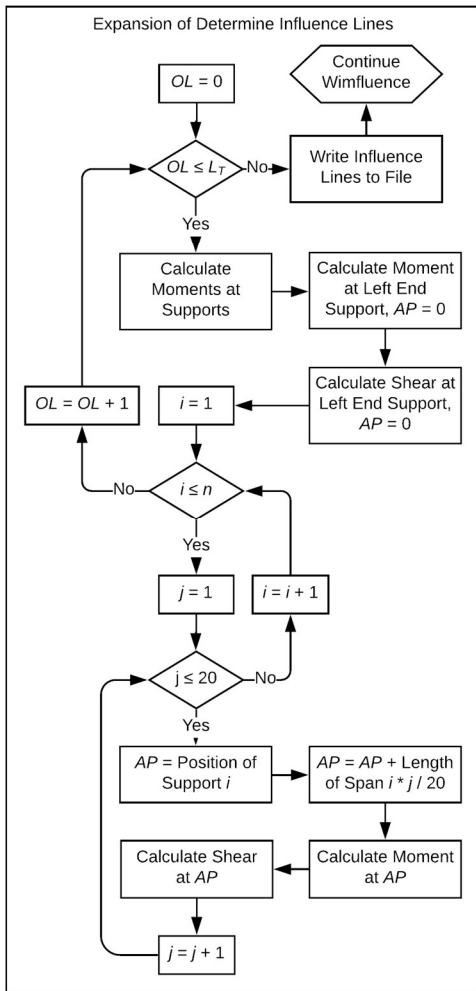 Expansion of Determine Influence Lines
Continue
Wimfluence
OL = 0
OL ≤ L_T
No
Write Influence
Lines to File
Yes
Calculate
Moments at
Supports
Calculate Moment
at Left End
Support, AP = 0
Calculate Shear at
Left End Support,
AP = 0
OL = OL + 1
i = 1
No
i ≤ n
Yes
j = 1
i = i + 1
j ≤ 20
No
Yes
AP = Position of
Support i
AP = AP + Length
of Span i * j / 20
Calculate Moment
at AP
Calculate Shear
at AP
j = j + 1